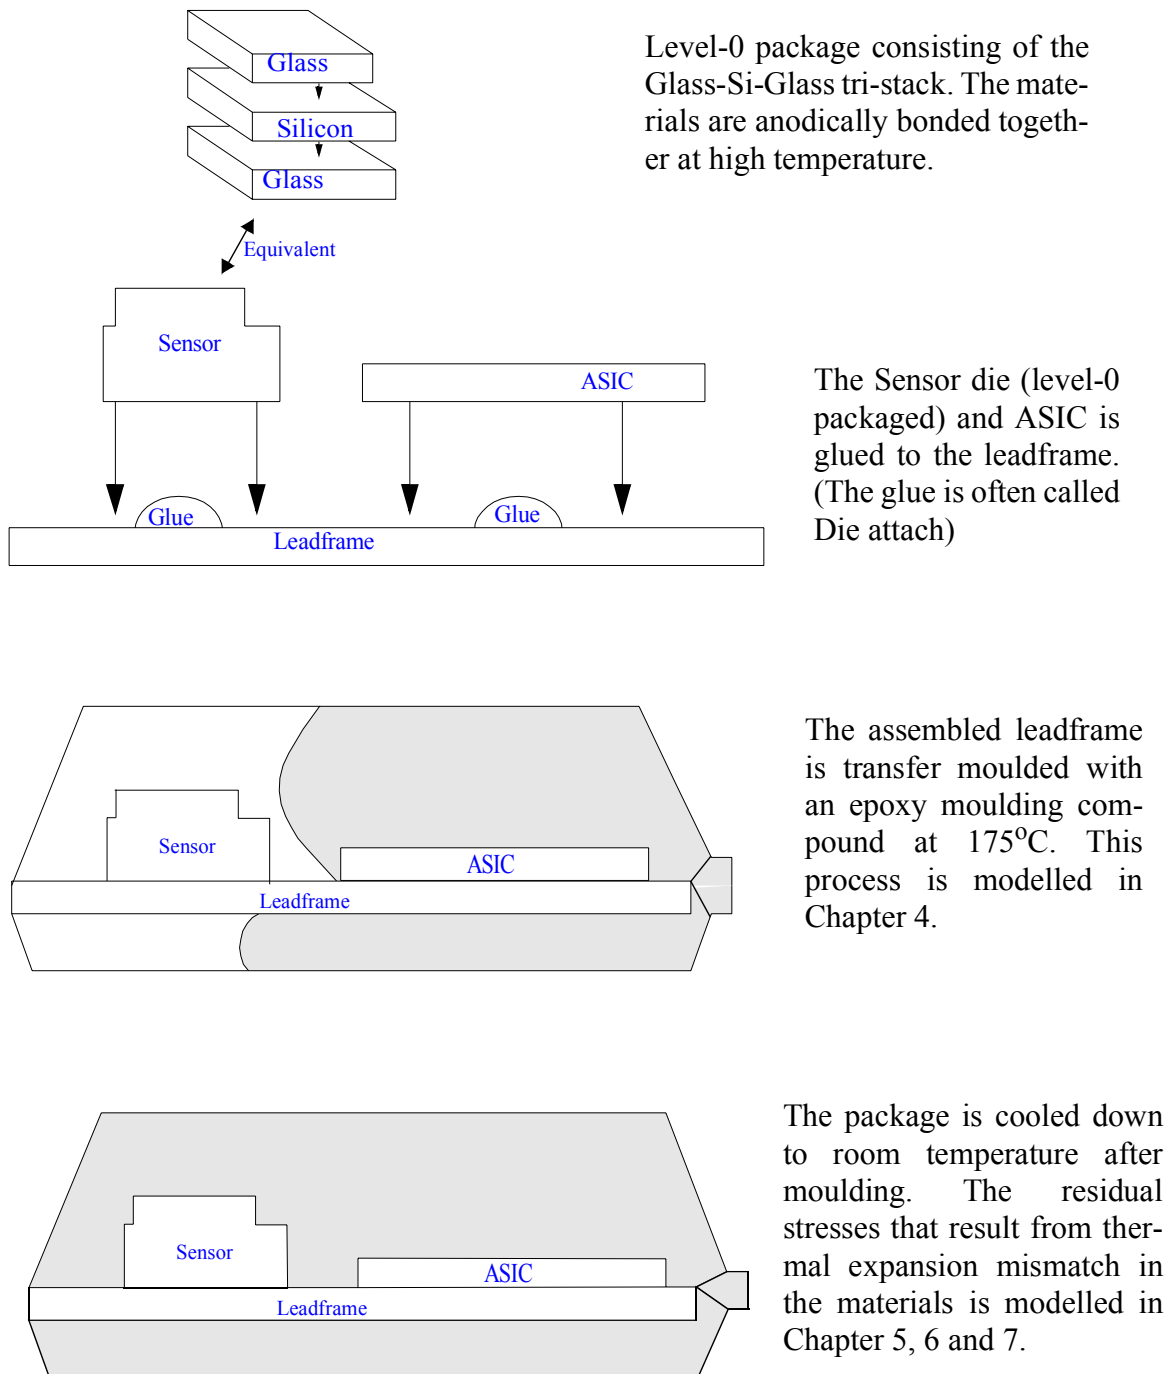 Glass
Silicon
Glass
Equivalent
Level-0 package consisting of the
Glass-Si-Glass tri-stack. The mate-
rials are anodically bonded togeth-
er at high temperature.
Sensor
ASIC
Glue
Glue
Leadframe
The Sensor die (level-0
packaged) and ASIC is
glued to the leadframe.
(The glue is often called
Die attach)
Sensor
ASIC
Leadframe
The assembled leadframe
is transfer moulded with
an epoxy moulding com-
pound at 175ºC. This
process is modelled in
Chapter 4.
Sensor
ASIC
Leadframe
The package is cooled down
to room temperature after
moulding. The residual
stresses that result from ther-
mal expansion mismatch in
the materials is modelled in
Chapter 5, 6 and 7.